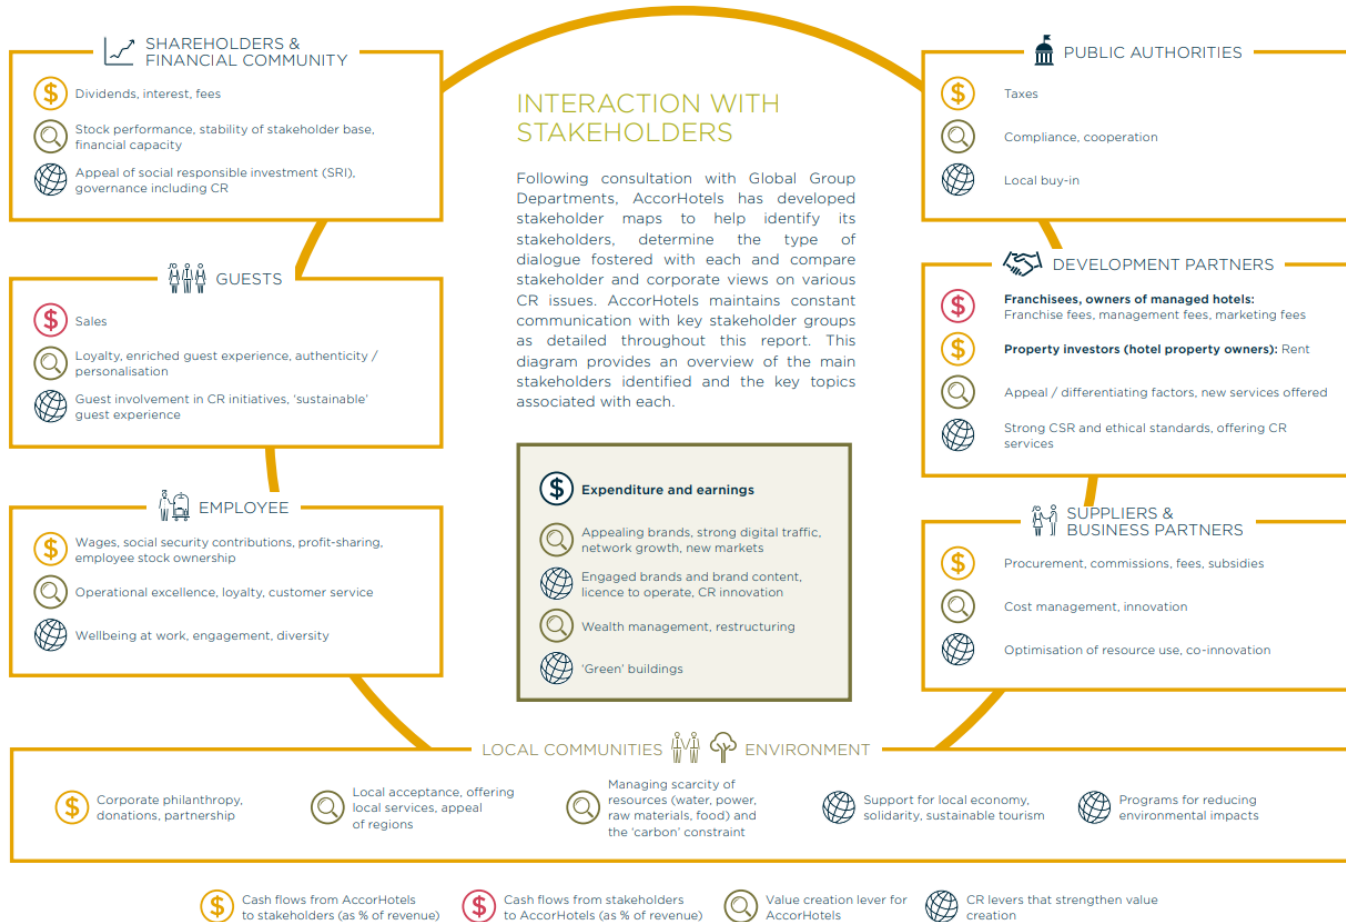 SHAREHOLDERS &
FINANCIAL COMMUNITY
Dividends, interest, fees
Stock performance, stability of stakeholder base,
financial capacity
Appeal of social responsible investment (SRI),
governance including CR
GUESTS
Sales
Loyalty, enriched guest experience, authenticity /
personalisation
Guest involvement in CR initiatives, ‘sustainable’
guest experience
EMPLOYEE
Wages, social security contributions, profit-sharing,
employee stock ownership
Operational excellence, loyalty, customer service
Wellbeing at work, engagement, diversity
INTERACTION WITH
STAKEHOLDERS
Following consultation with Global Group
Departments, AccorHotels has developed
stakeholder maps to help identify its
stakeholders, determine the type of
dialogue fostered with each and compare
stakeholder and corporate views on various
CR issues. AccorHotels maintains constant
communication with key stakeholder groups
as detailed throughout this report. This
diagram provides an overview of the main
stakeholders identified and the key topics
associated with each.
Expenditure and earnings
Appealing brands, strong digital traffic,
network growth, new markets
Engaged brands and brand content,
licence to operate, CR innovation
Wealth management, restructuring
‘Green’ buildings
PUBLIC AUTHORITIES
Taxes
Compliance, cooperation
Local buy-in
DEVELOPMENT PARTNERS
Franchisees, owners of managed hotels:
Franchise fees, management fees, marketing fees
Property investors (hotel property owners): Rent
Appeal / differentiating factors, new services offered
Strong CSR and ethical standards, offering CR
services
SUPPLIERS &
BUSINESS PARTNERS
Procurement, commissions, fees, subsidies
Cost management, innovation
Optimisation of resource use, co-innovation
LOCAL COMMUNITIES ENVIRONMENT
Corporate philanthropy,
donations, partnership
Local acceptance, offering
local services, appeal
of regions
Managing scarcity of
resources (water, power,
raw materials, food) and
the ‘carbon’ constraint
Support for local economy,
solidarity, sustainable tourism
Programs for reducing
environmental impacts
Cash flows from AccorHotels
to stakeholders (as % of revenue)
Cash flows from stakeholders
to AccorHotels (as % of revenue)
Value creation lever for
AccorHotels
CR levers that strengthen value
creation